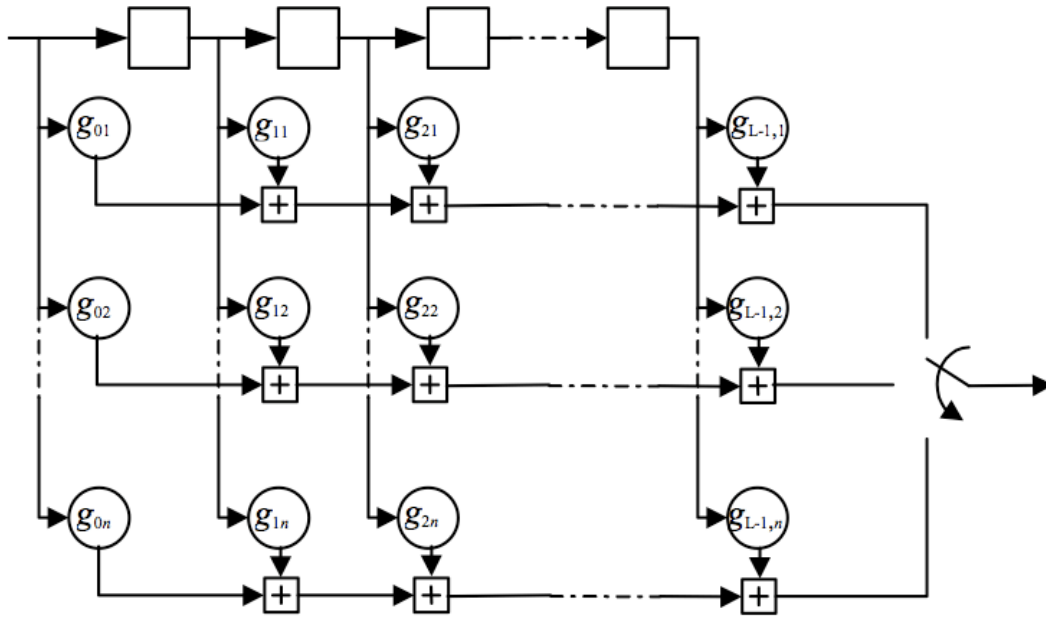 g01 g11 g21 gL-1,1
+ + +
g02 g12 g22 gL-1,2
+ + +
g0n g1n g2n gL-1,n
+ + +